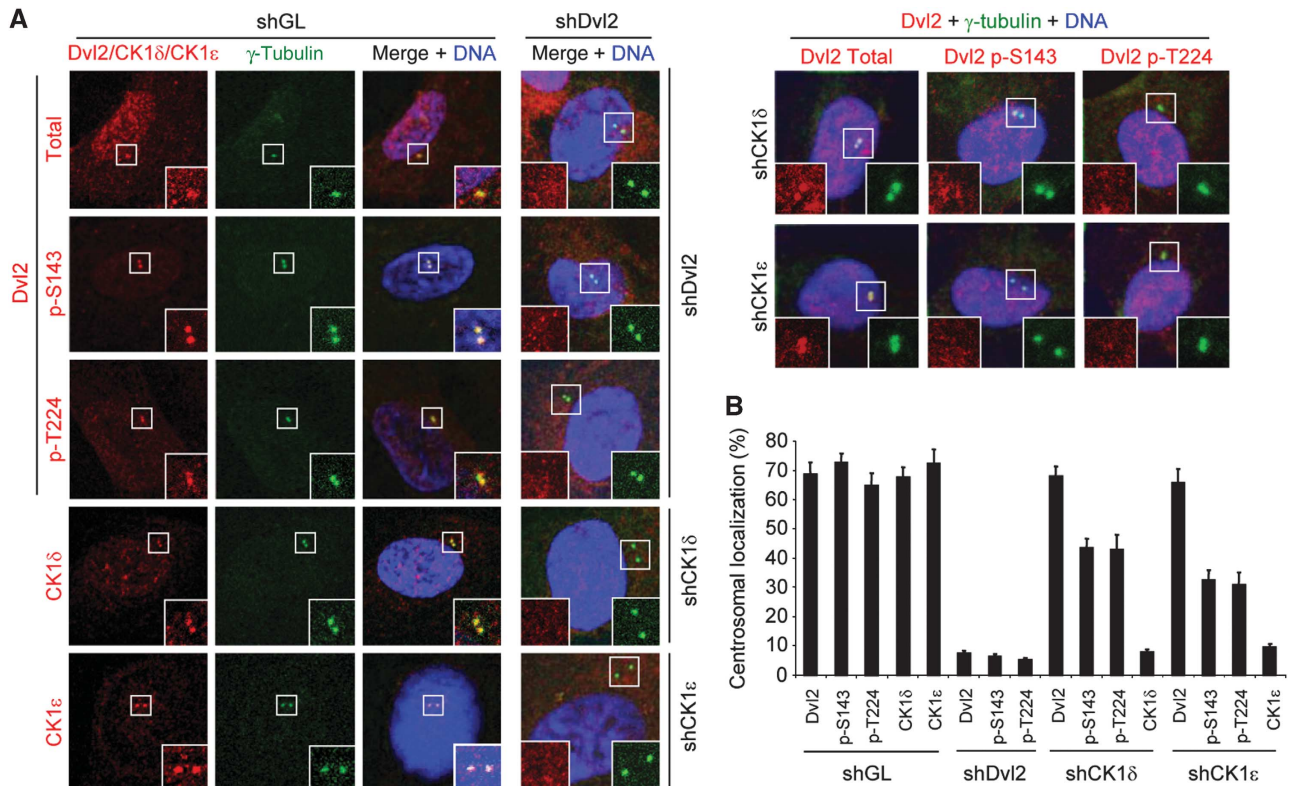 A
shGL
shDvl2
Dvl2/CK1δ/CK1ε
γ-Tubulin
Merge + DNA
Merge + DNA
Dvl2
Total
p-S143
p-T224
CK1δ
CK1ε
shDvl2
shCK1δ
shCK1ε
Dvl2 + γ-tubulin + DNA
Dvl2 Total
Dvl2 p-S143
Dvl2 p-T224
shCK1δ
shCK1ε
B
Centrosomal localization (%)
80
70
60
50
40
30
20
10
0
Dvl2
p-S143
p-T224
CK1δ
CK1ε
Dvl2
p-S143
p-T224
Dvl2
p-S143
p-T224
CK1δ
Dvl2
p-S143
p-T224
CK1ε
shGL
shDvl2
shCK1δ
shCK1ε